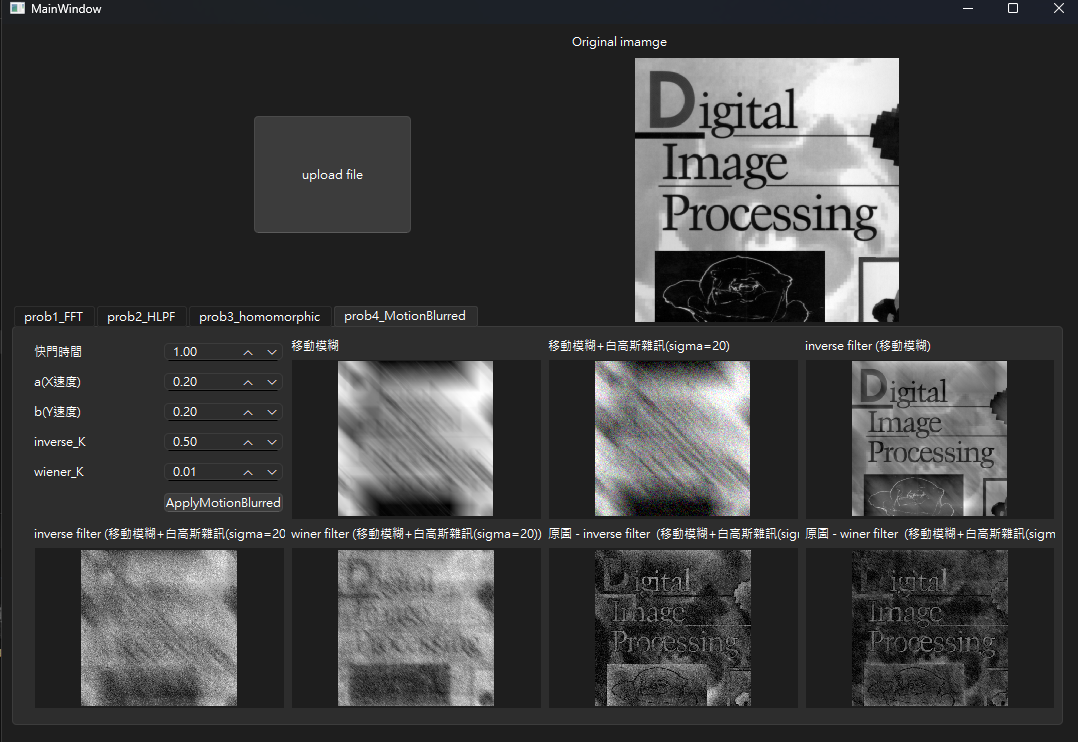 MainWindow
Original imamge
upload file
Digital
Image
Processing
prob1_FFT
prob2_HLPF
prob3_homomorphic
prob4_MotionBlurred
快門時間
1.00
a(X速度)
0.20
b(Y速度)
0.20
inverse_K
0.50
wiener_K
0.01
ApplyMotionBlurred
移動模糊
移動模糊+白高斯雜訊(sigma=20)
inverse filter (移動模糊)
Digital
Image
Processing
inverse filter (移動模糊+白高斯雜訊(sigma=20
winer filter (移動模糊+白高斯雜訊(sigma=20))
原圖 - inverse filter (移動模糊+白高斯雜訊(sig
原圖 - winer filter (移動模糊+白高斯雜訊(sigm
Digital
Image
Processing
Digital
Image
Processing
Digital
Image
Processing